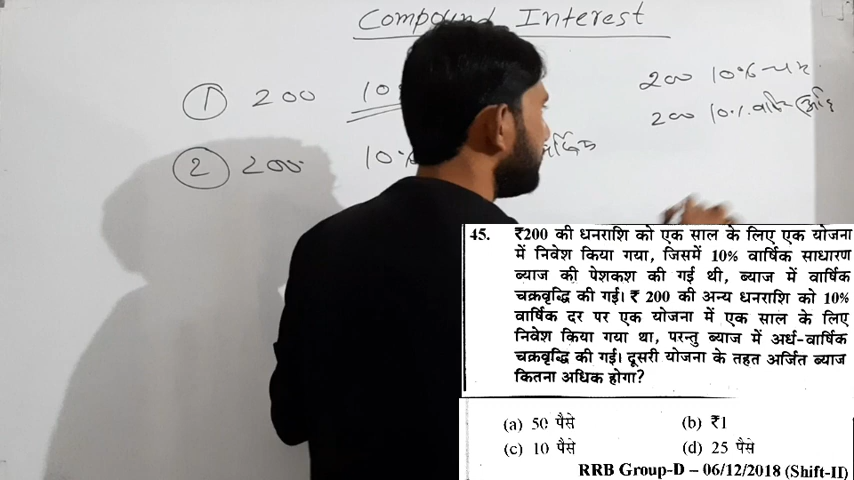 Compound Interest
① 200 10
② 200 10%
200 10%
200 10%
45. ₹200 की धनराशि को एक साल के लिए एक योजना
में निवेश किया गया, जिसमें 10% वार्षिक साधारण
ब्याज की पेशकश की गई थी, ब्याज में वार्षिक
चक्रवृद्धि की गई। ₹ 200 की अन्य धनराशि को 10%
वार्षिक दर पर एक योजना में एक साल के लिए
निवेश किया गया था, परन्तु ब्याज में अर्ध-वार्षिक
चक्रवृद्धि की गई। दूसरी योजना के तहत अर्जित ब्याज
कितना अधिक होगा?
(a) 50 पैसे (b) ₹1
(c) 10 पैसे (d) 25 पैसे
RRB Group-D – 06/12/2018 (Shift-II)